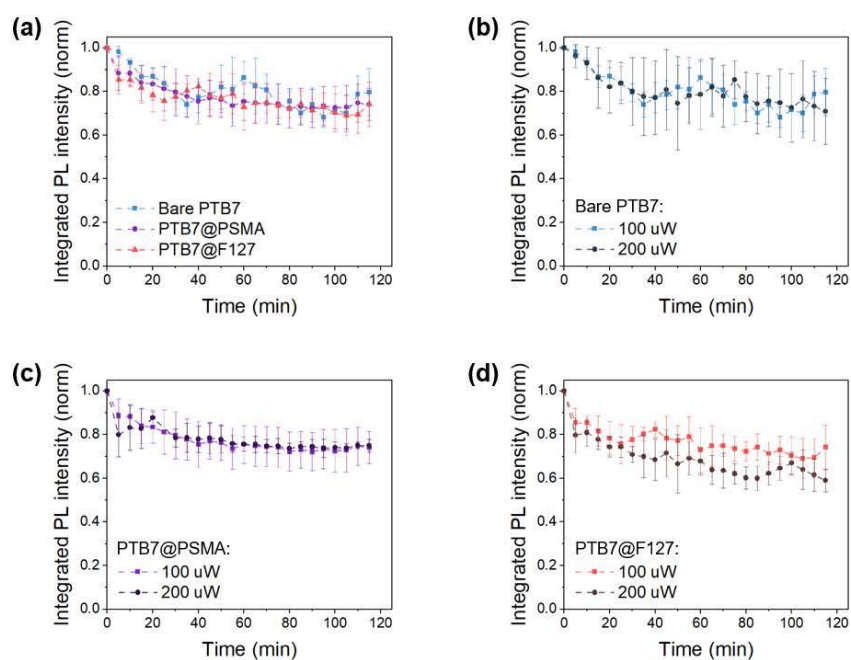 (a)
Integrated PL intensity (norm)
1.0
0.8
0.6
0.4
0.2
0.0
Bare PTB7
PTB7@PSMA
PTB7@F127
0 20 40 60 80 100 120
Time (min)
(b)
Integrated PL intensity (norm)
1.0
0.8
0.6
0.4
0.2
0.0
Bare PTB7:
100 uW
200 uW
0 20 40 60 80 100 120
Time (min)
(c)
Integrated PL intensity (norm)
1.0
0.8
0.6
0.4
0.2
0.0
PTB7@PSMA:
100 uW
200 uW
0 20 40 60 80 100 120
Time (min)
(d)
Integrated PL intensity (norm)
1.0
0.8
0.6
0.4
0.2
0.0
PTB7@F127:
100 uW
200 uW
0 20 40 60 80 100 120
Time (min)